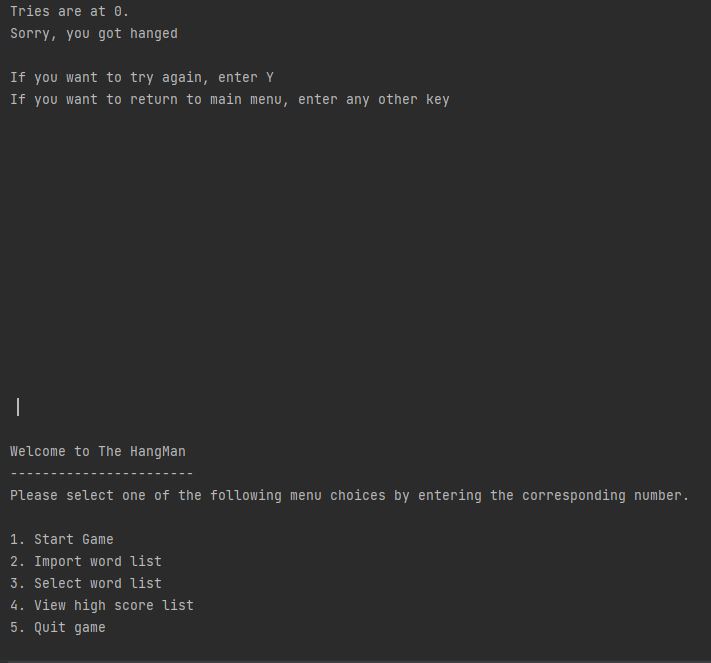 Tries are at 0.
Sorry, you got hanged
If you want to try again, enter Y
If you want to return to main menu, enter any other key
Welcome to The HangMan
-----------------------
Please select one of the following menu choices by entering the corresponding number.
1. Start Game
2. Import word list
3. Select word list
4. View high score list
5. Quit game